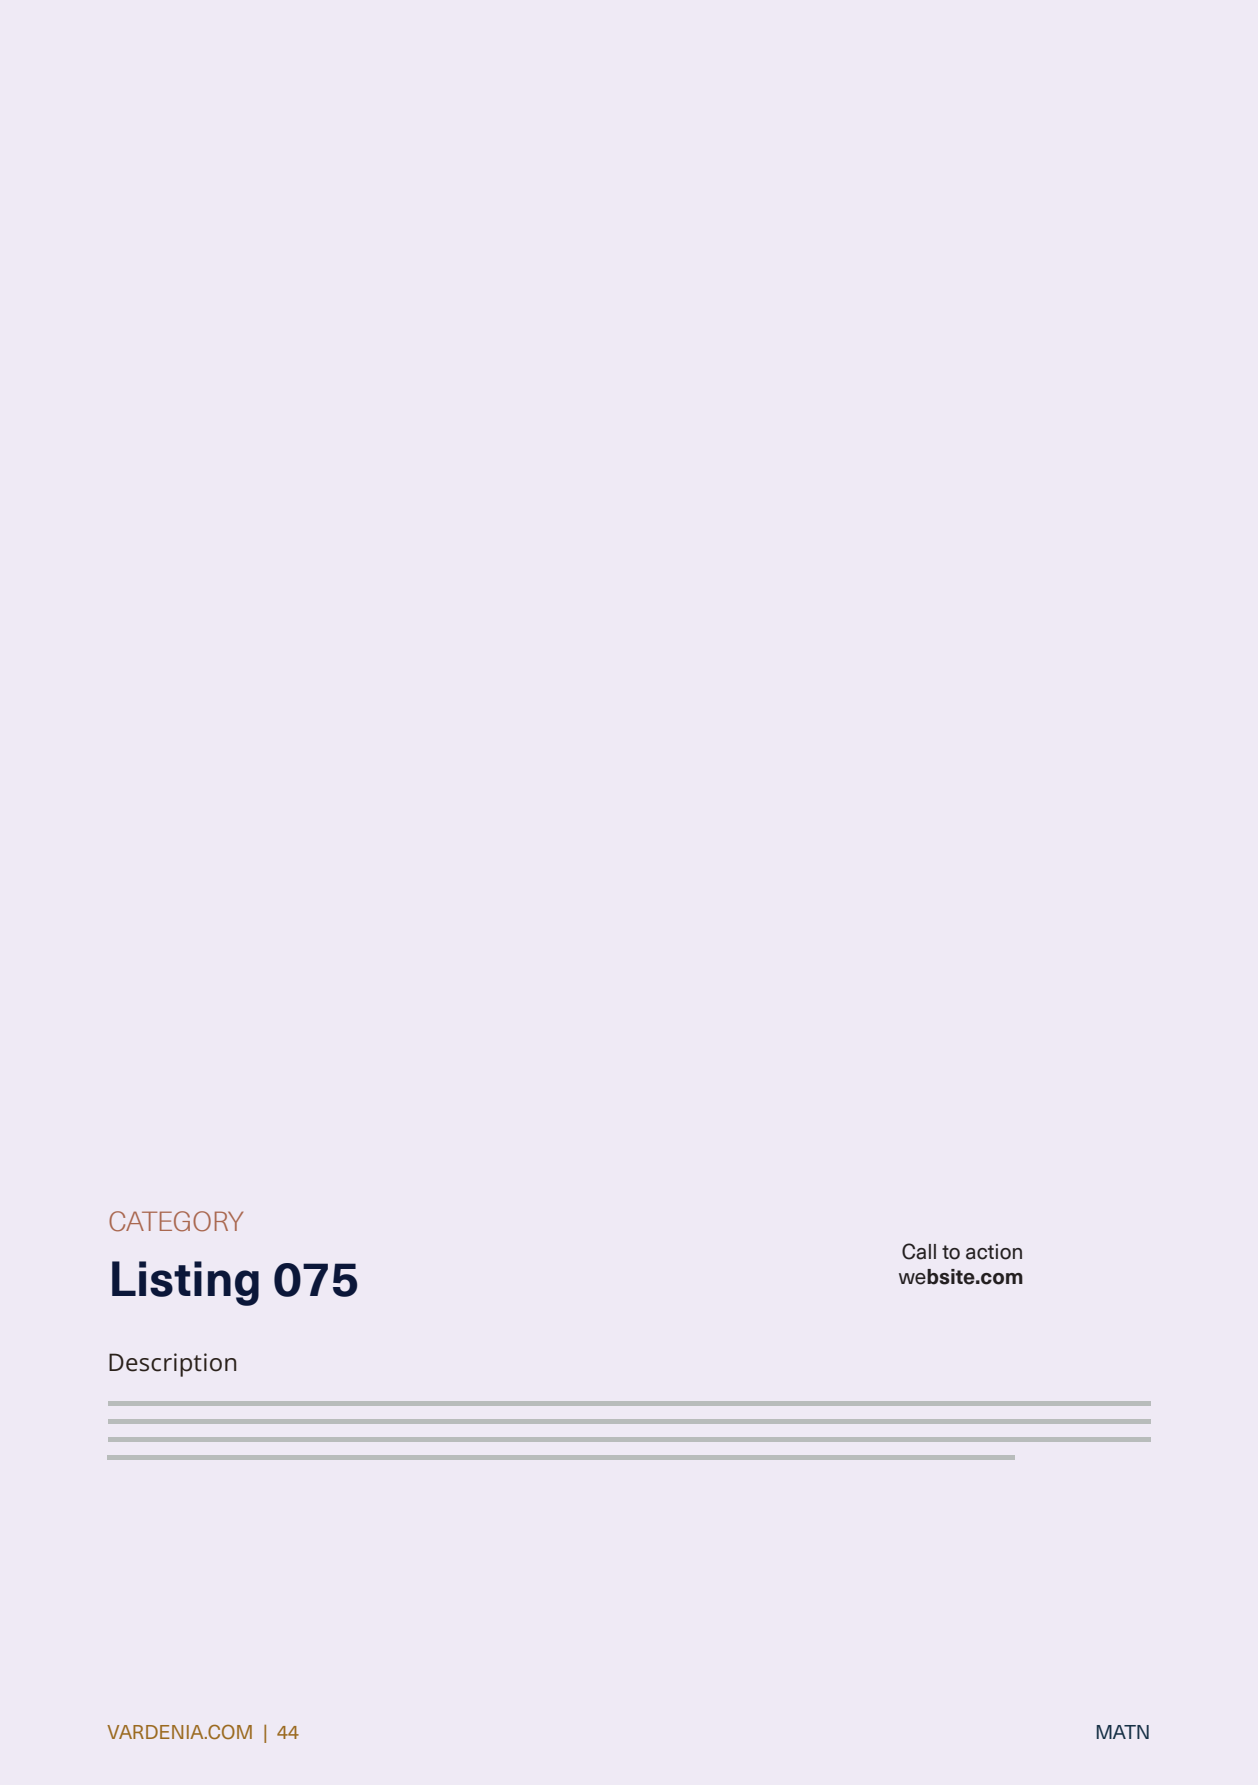 CATEGORY
Listing 075
Call to action
website.com
Description
VARDENIA.COM | 44
MATN